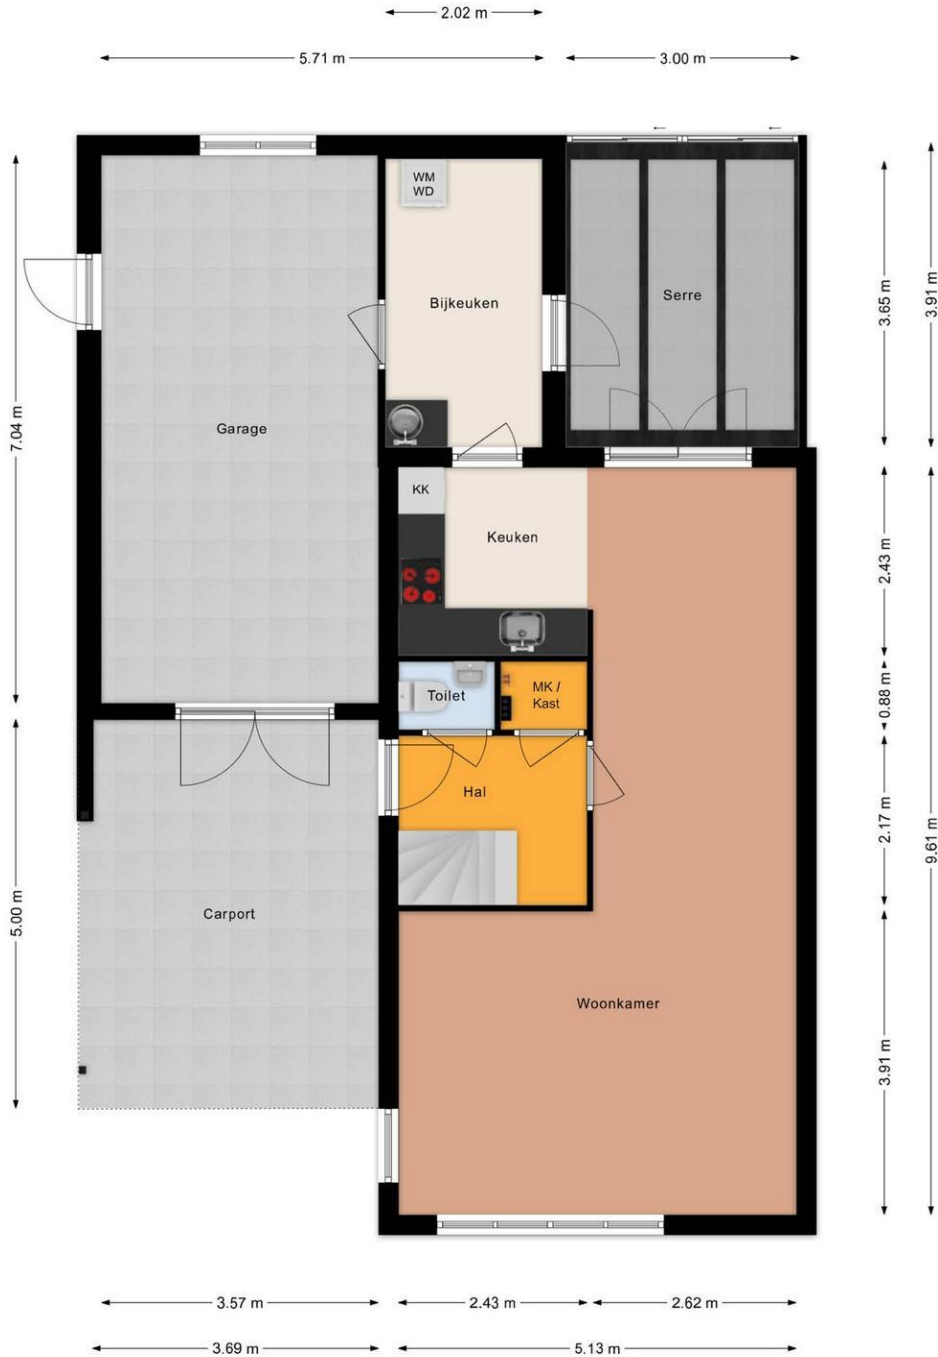 2.02 m
5.71 m
3.00 m
WM
WD
Bijkeuken
Serre
3.65 m
3.91 m
7.04 m
Garage
KK
Keuken
2.43 m
Toilet
MK /
Kast
0.88 m
Hal
2.17 m
9.61 m
5.00 m
Carport
Woonkamer
3.91 m
3.57 m
2.43 m
2.62 m
3.69 m
5.13 m